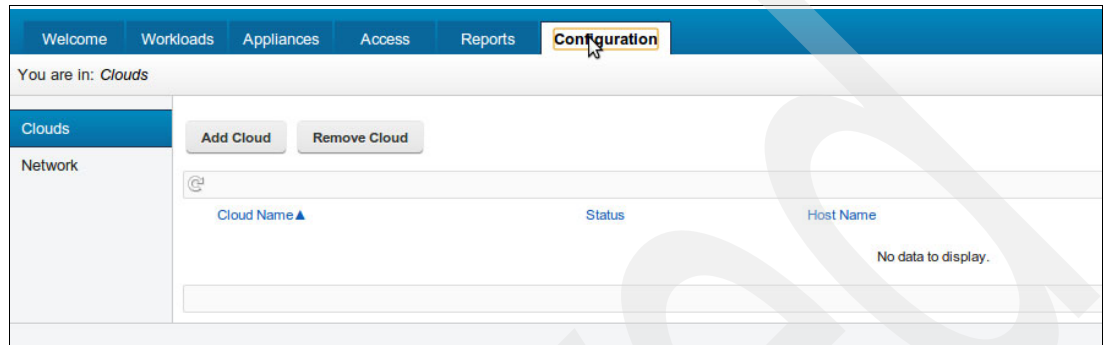 Welcome Workloads Appliances Access Reports Configuration
You are in: Clouds
Clouds
Network
Add Cloud Remove Cloud
Cloud Name▲ Status Host Name
No data to display.